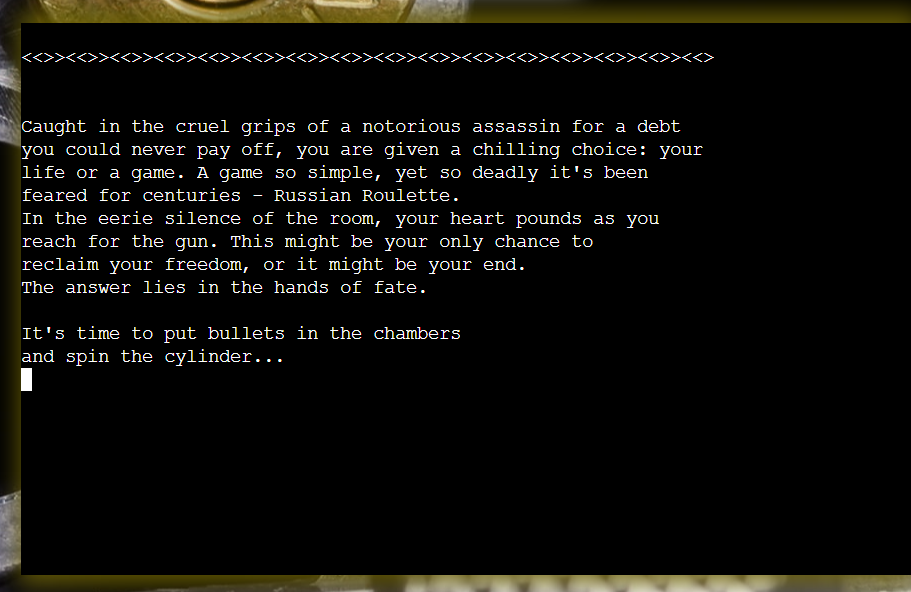 <<>><<>><<>><<>><<>><<>><<>><<>><<>><<>><<>><<>><<>><<>><<>><<>
Caught in the cruel grips of a notorious assassin for a debt
you could never pay off, you are given a chilling choice: your
life or a game. A game so simple, yet so deadly it's been
feared for centuries - Russian Roulette.
In the eerie silence of the room, your heart pounds as you
reach for the gun. This might be your only chance to
reclaim your freedom, or it might be your end.
The answer lies in the hands of fate.
It's time to put bullets in the chambers
and spin the cylinder...